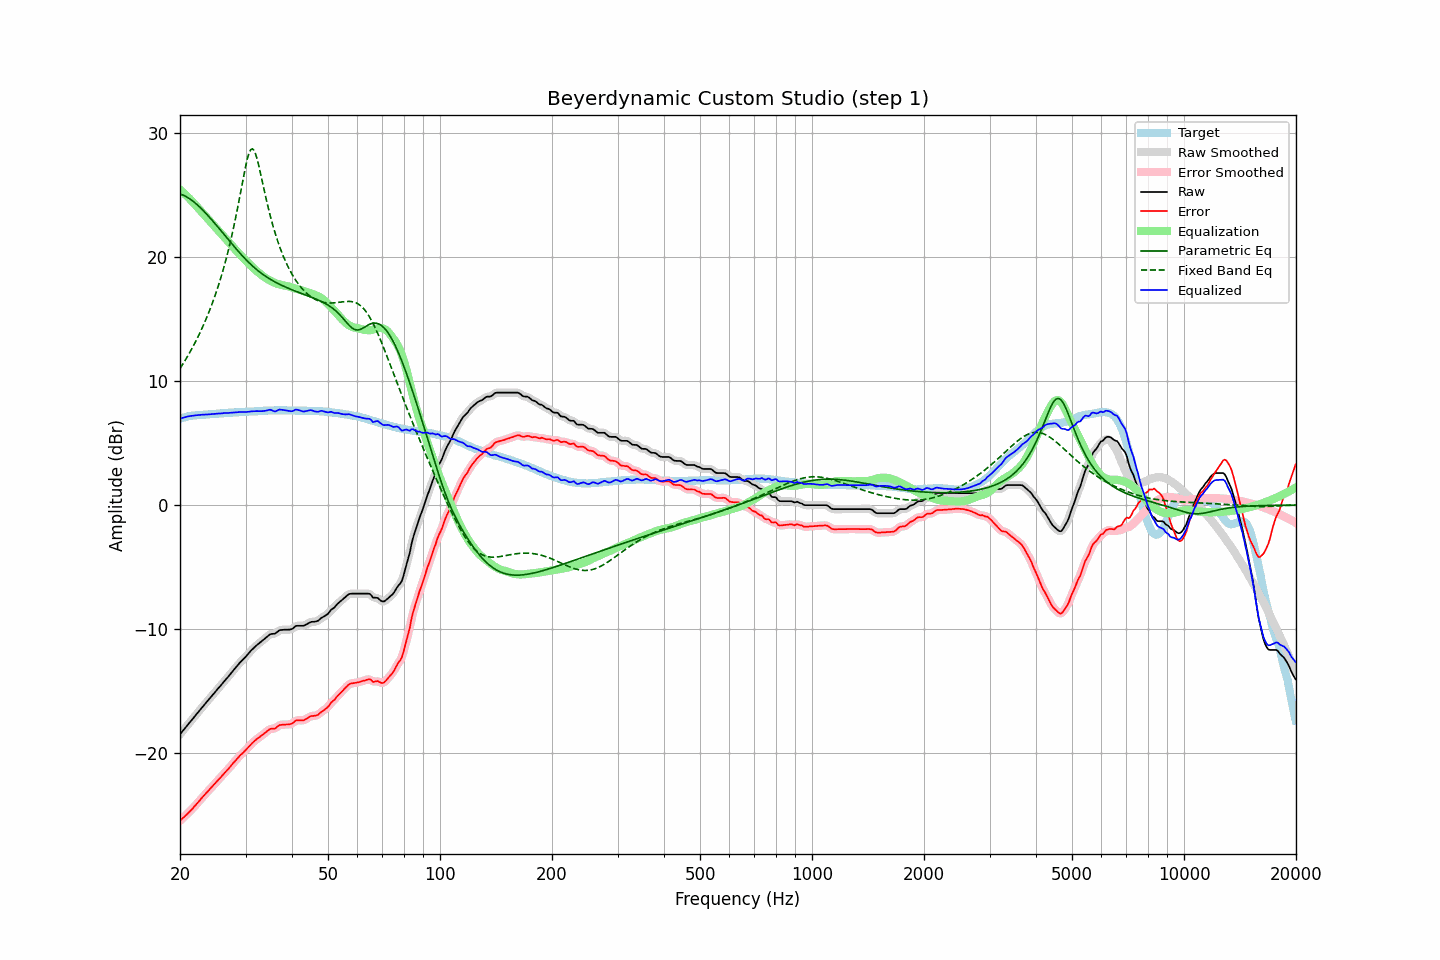 Beyerdynamic Custom Studio (step 1)
30
20
10
0
−10
−20
Amplitude (dBr)
Target
Raw Smoothed
Error Smoothed
Raw
Error
Equalization
Parametric Eq
Fixed Band Eq
Equalized
20 50 100 200 500 1000 2000 5000 10000 20000
Frequency (Hz)